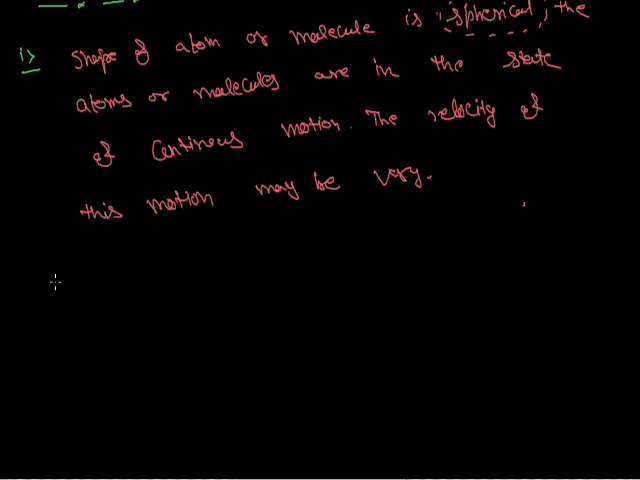 i> Shape of atom or molecule is spherical, the
atoms or molecules are in the state
of Continous motion. The velocity of
this motion may be very.